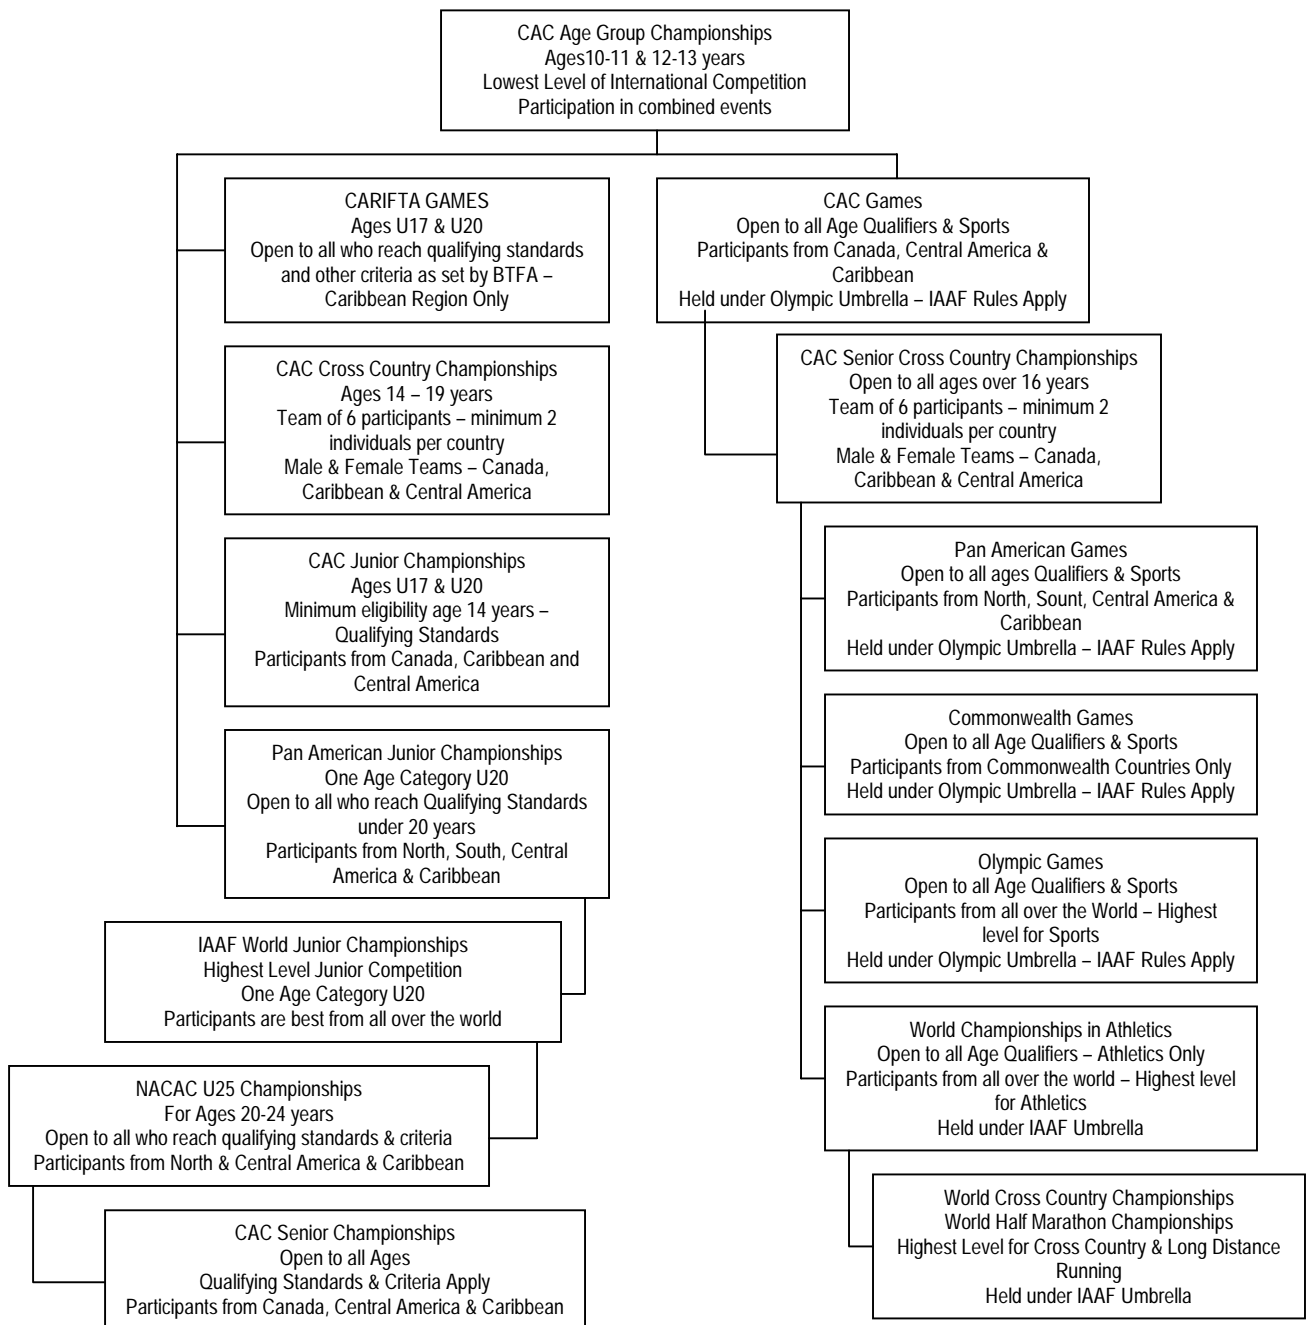 CAC Age Group Championships
Ages10-11 & 12-13 years
Lowest Level of International Competition
Participation in combined events
CARIFTA GAMES
Ages U17 & U20
Open to all who reach qualifying standards
and other criteria as set by BTFA –
Caribbean Region Only
CAC Games
Open to all Age Qualifiers & Sports
Participants from Canada, Central America &
Caribbean
Held under Olympic Umbrella – IAAF Rules Apply
CAC Cross Country Championships
Ages 14 – 19 years
Team of 6 participants – minimum 2
individuals per country
Male & Female Teams – Canada,
Caribbean & Central America
CAC Senior Cross Country Championships
Open to all ages over 16 years
Team of 6 participants – minimum 2
individuals per country
Male & Female Teams – Canada,
Caribbean & Central America
CAC Junior Championships
Ages U17 & U20
Minimum eligibility age 14 years –
Qualifying Standards
Participants from Canada, Caribbean and
Central America
Pan American Games
Open to all ages Qualifiers & Sports
Participants from North, Sount, Central America &
Caribbean
Held under Olympic Umbrella – IAAF Rules Apply
Pan American Junior Championships
One Age Category U20
Open to all who reach Qualifying Standards
under 20 years
Participants from North, South, Central
America & Caribbean
Commonwealth Games
Open to all Age Qualifiers & Sports
Participants from Commonwealth Countries Only
Held under Olympic Umbrella – IAAF Rules Apply
Olympic Games
Open to all Age Qualifiers & Sports
Participants from all over the World – Highest
level for Sports
Held under Olympic Umbrella – IAAF Rules Apply
IAAF World Junior Championships
Highest Level Junior Competition
One Age Category U20
Participants are best from all over the world
World Championships in Athletics
Open to all Age Qualifiers – Athletics Only
Participants from all over the world – Highest level
for Athletics
Held under IAAF Umbrella
NACAC U25 Championships
For Ages 20-24 years
Open to all who reach qualifying standards & criteria
Participants from North & Central America & Caribbean
World Cross Country Championships
World Half Marathon Championships
Highest Level for Cross Country & Long Distance
Running
Held under IAAF Umbrella
CAC Senior Championships
Open to all Ages
Qualifying Standards & Criteria Apply
Participants from Canada, Central America & Caribbean